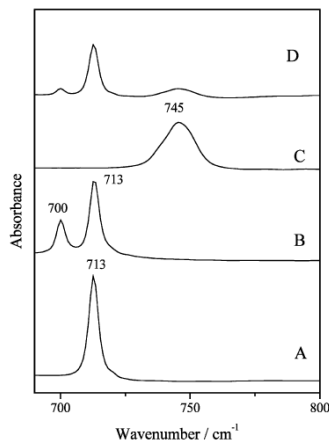 D
745
C
Absorbance
700
713
B
713
A
700
750
800
Wavenumber / cm⁻¹